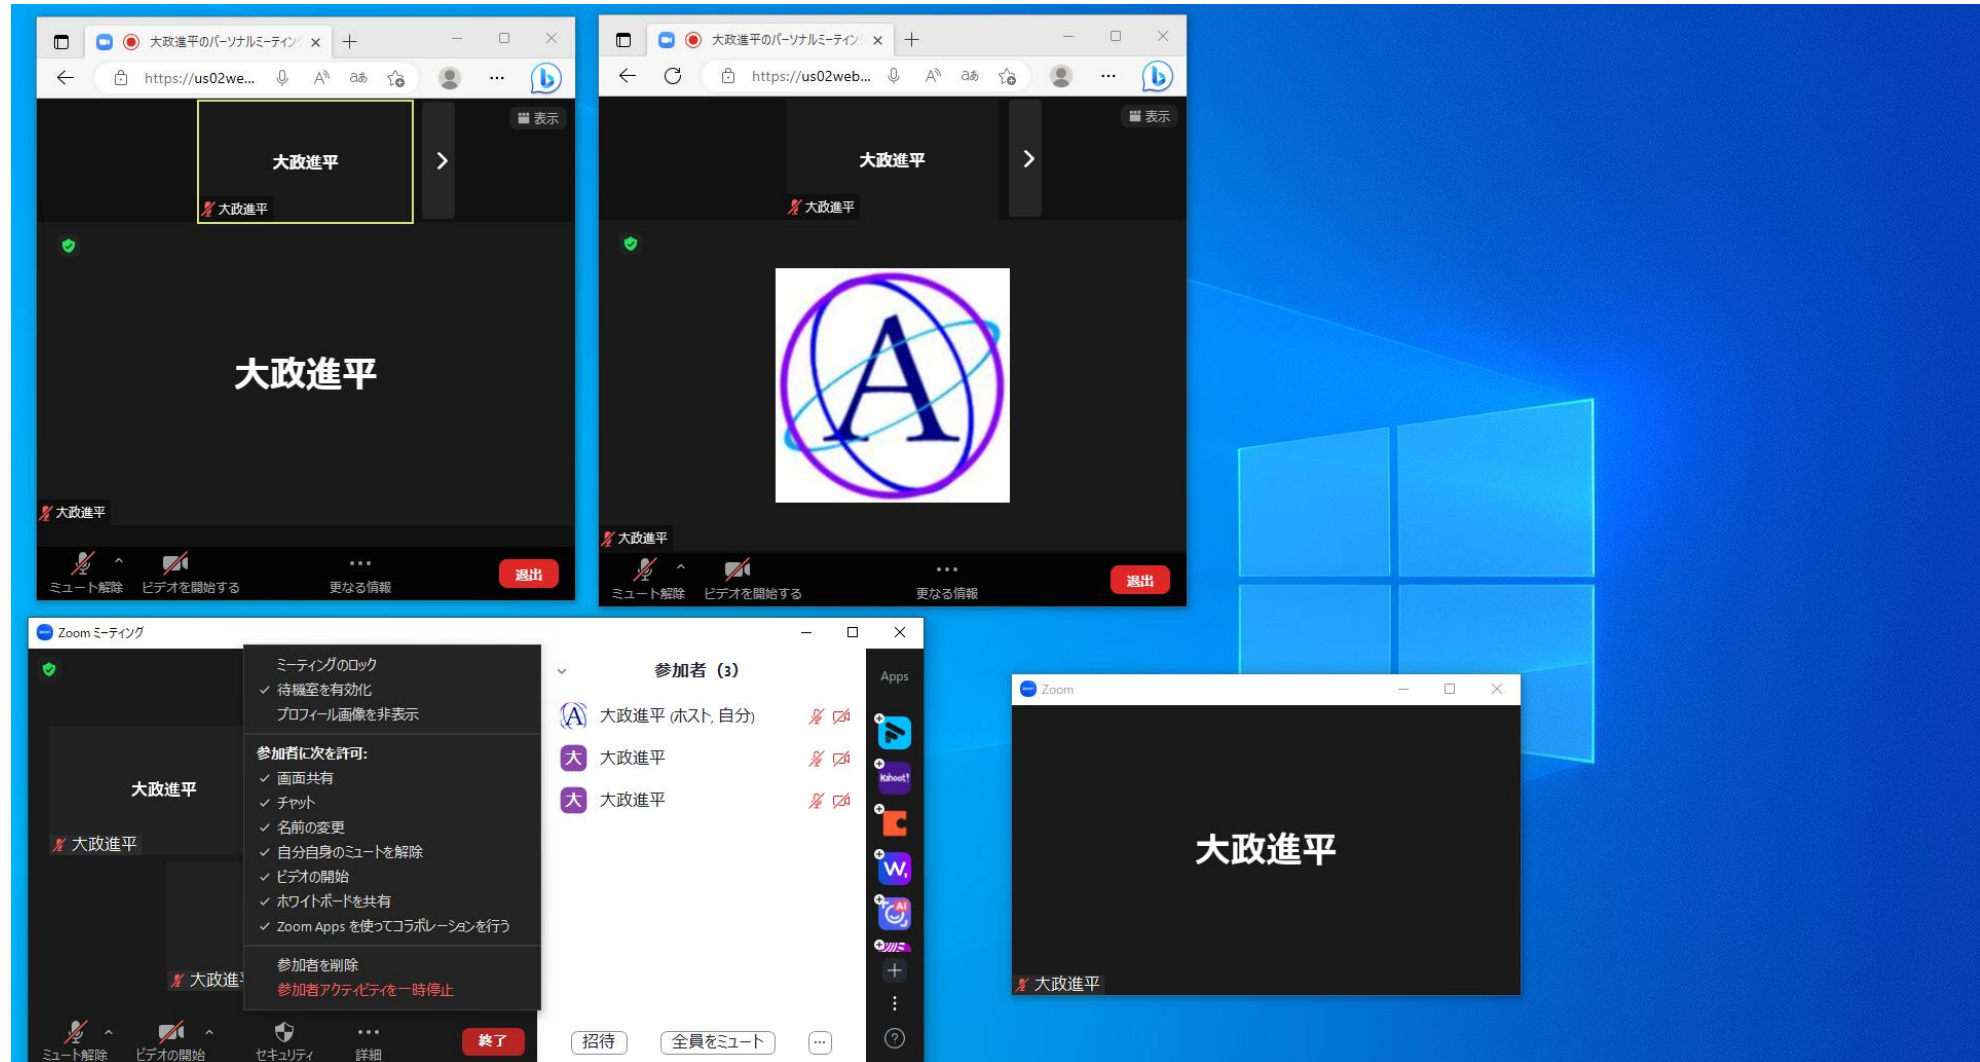 大政進平のパーソナルミーティング
https://us02we...
あ
表示
大政進平
大政進平
大政進平
大政進平
ミュート解除 ビデオを開始する 更なる情報 退出
大政進平のパーソナルミーティング
https://us02web...
あ
表示
大政進平
大政進平
A
大政進平
ミュート解除 ビデオを開始する 更なる情報 退出
Zoom ミーティング
大政進平
大政進平
大政進
ミーティングのロック
待機室を有効化
プロフィール画像を非表示
参加者に次を許可:
画面共有
チャット
名前の変更
自分自身のミュートを解除
ビデオの開始
ホワイトボードを共有
Zoom Apps を使ってコラボレーションを行う
参加者を削除
参加者アクティビティを一時停止
ミュート解除 ビデオの開始 セキュリティ 詳細 終了
参加者 (3)
A 大政進平 (ホスト, 自分)
大 大政進平
大 大政進平
招待 全員をミュート ...
Apps
Kahoot!
W,
AI
Zoom
大政進平
大政進平